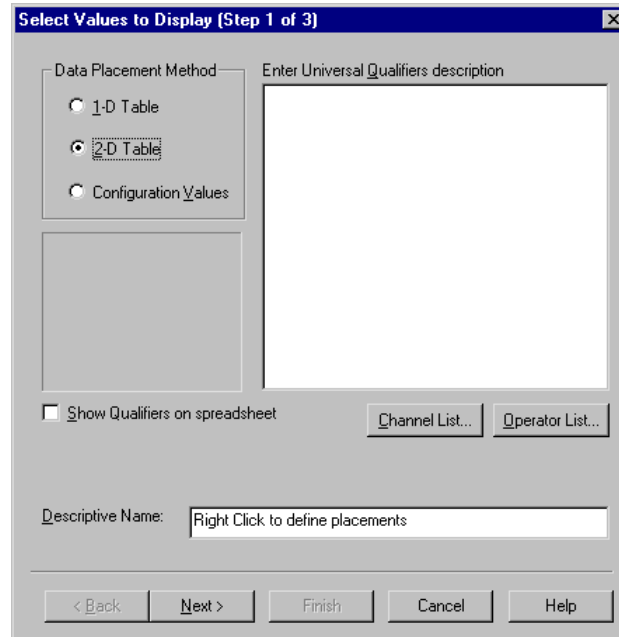 Select Values to Display (Step 1 of 3)
Data Placement Method
1-D Table
2-D Table
Configuration Values
Enter Universal Qualifiers description
Show Qualifiers on spreadsheet
Channel List...
Operator List...
Descriptive Name:
Right Click to define placements
< Back
Next >
Finish
Cancel
Help